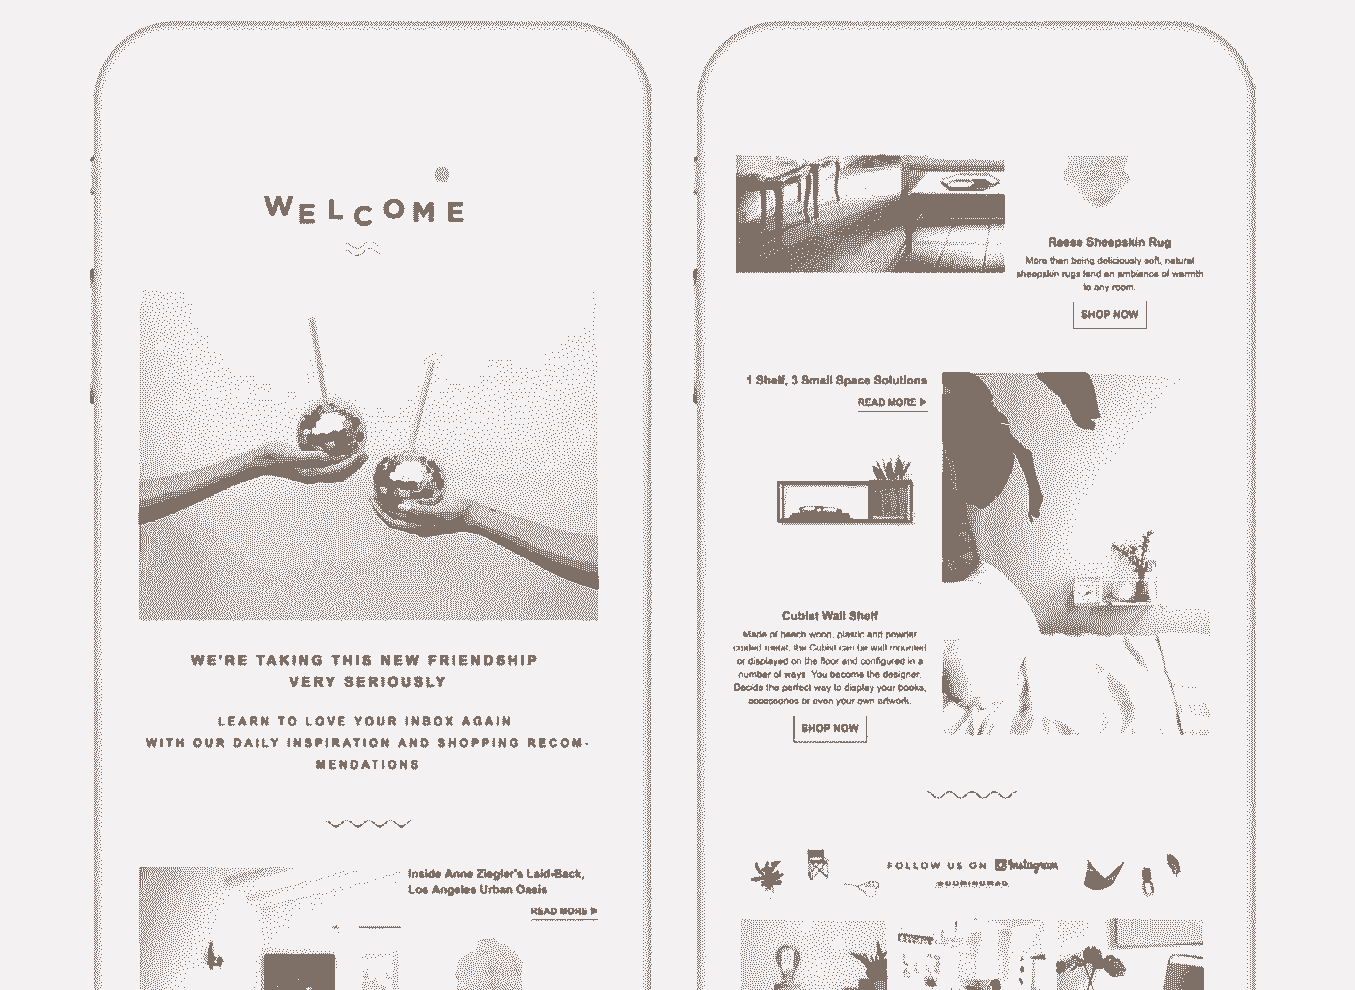 WELCOME
WE'RE TAKING THIS NEW FRIENDSHIP
VERY SERIOUSLY
LEARN TO LOVE YOUR INBOX AGAIN
WITH OUR DAILY INSPIRATION AND SHOPPING RECOM-
MENDATIONS
Inside Anne Ziegler's Laid-Back,
Los Angeles Urban Oasis
READ MORE
Reese Sheepskin Rug
More than being deliciously soft, natural
sheepskin rugs lend an ambiance of warmth
to any room.
SHOP NOW
1 Shelf, 3 Small Space Solutions
READ MORE
Cubist Wall Shelf
Made of beech wood, plastic and powder
coated metal, the Cubist can be wall mounted
or displayed on the floor and configured in a
number of ways. You become the designer.
Decide the perfect way to display your books,
accessories or even your own artwork.
SHOP NOW
FOLLOW US ON Instagram